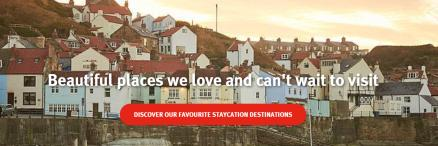 Beautiful places we love and can't wait to visit
DISCOVER OUR FAVOURITE STAYCATION DESTINATIONS